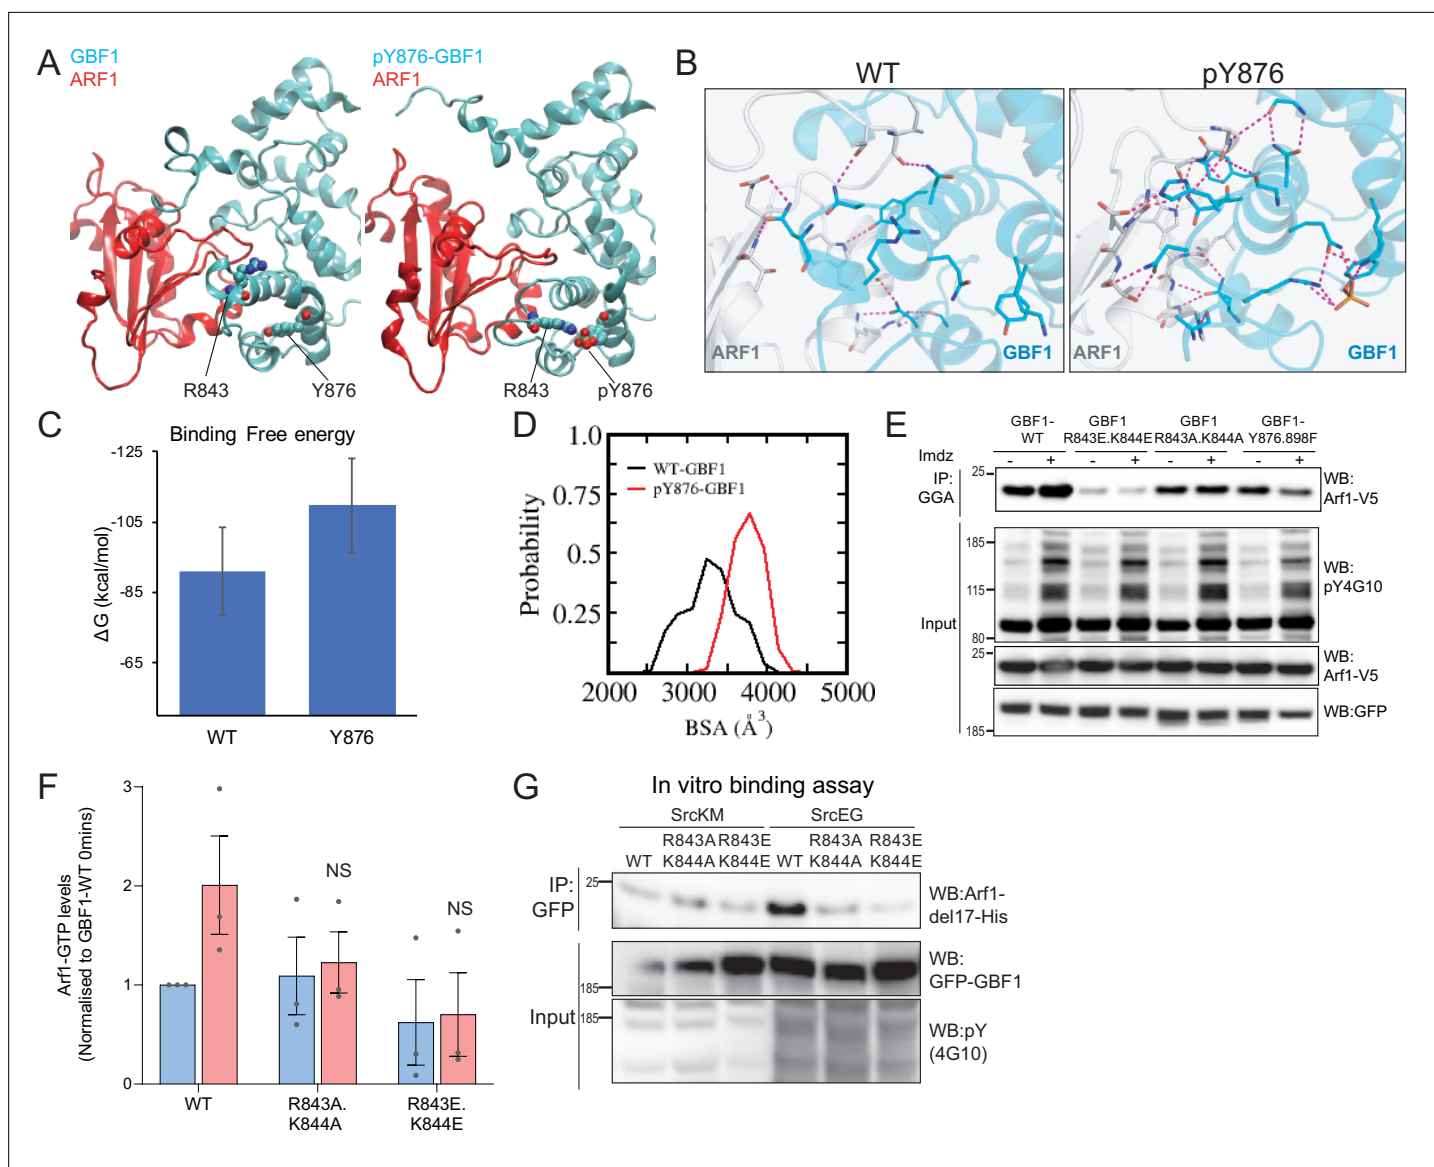 A
GBF1
ARF1
pY876-GBF1
ARF1
R843
Y876
R843
pY876
B
WT
pY876
ARF1
GBF1
ARF1
GBF1
C
Binding Free energy
ΔG (kcal/mol)
-125
-105
-85
-65
WT
Y876
D
Probability
1.0
0.75
0.5
0.25
WT-GBF1
pY876-GBF1
2000
3000
4000
5000
BSA (Å³)
E
GBF1-
WT
GBF1
R843E.K844E
GBF1
R843A.K844A
GBF1-
Y876.898F
Imdz
- + - + - + - +
IP:
GGA
25
WB:
Arf1-V5
Input
185
115
80
WB:
pY4G10
25
WB:
Arf1-V5
185
WB:GFP
F
Arf1-GTP levels
(Normalised to GBF1-WT 0mins)
3
2
1
0
NS
NS
WT
R843A.
K844A
R843E.
K844E
G
In vitro binding assay
SrcKM
SrcEG
WT
R843A
K844A
R843E
K844E
WT
R843A
K844A
R843E
K844E
IP:
GFP
25
WB:Arf1-
del17-His
Input
185
WB:
GFP-GBF1
185
WB:pY
(4G10)